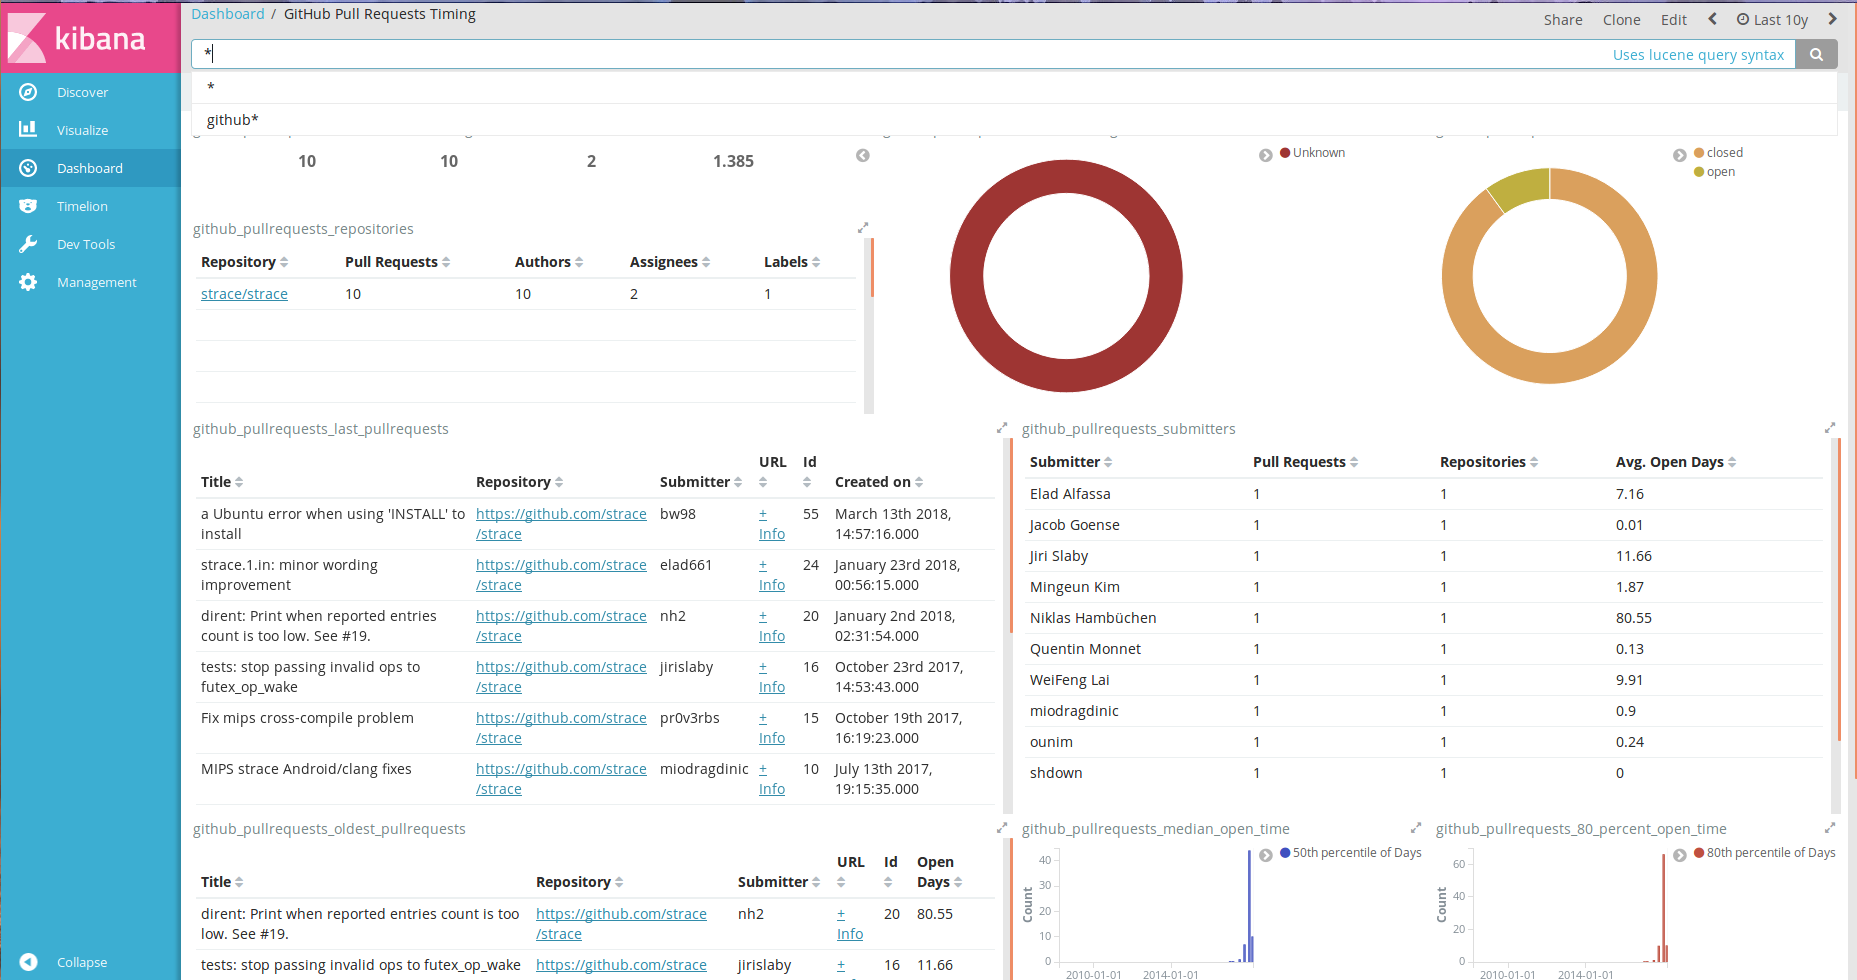 Dashboard / GitHub Pull Requests Timing
Share Clone Edit Last 10y
kibana
*
Uses lucene query syntax
*
github*
Discover
Visualize
Dashboard
Timelion
Dev Tools
Management
Collapse
10 10 2 1.385
Unknown
closed
open
github_pullrequests_repositories
Repository Pull Requests Authors Assignees Labels
strace/strace 10 10 2 1
github_pullrequests_last_pullrequests
Title Repository Submitter URL Id Created on
a Ubuntu error when using 'INSTALL' to https://github.com/strace bw98 + 55 March 13th 2018,
install /strace Info 14:57:16.000
strace.1.in: minor wording https://github.com/strace elad661 + 24 January 23rd 2018,
improvement /strace Info 00:56:15.000
dirent: Print when reported entries https://github.com/strace nh2 + 20 January 2nd 2018,
count is too low. See #19. /strace Info 02:31:54.000
tests: stop passing invalid ops to https://github.com/strace jirislaby + 16 October 23rd 2017,
futex_op_wake /strace Info 14:53:43.000
Fix mips cross-compile problem https://github.com/strace pr0v3rbs + 15 October 19th 2017,
/strace Info 16:19:23.000
MIPS strace Android/clang fixes https://github.com/strace miodragdinic + 10 July 13th 2017,
/strace Info 19:15:35.000
github_pullrequests_submitters
Submitter Pull Requests Repositories Avg. Open Days
Elad Alfassa 1 1 7.16
Jacob Goense 1 1 0.01
Jiri Slaby 1 1 11.66
Mingeun Kim 1 1 1.87
Niklas Hambüchen 1 1 80.55
Quentin Monnet 1 1 0.13
WeiFeng Lai 1 1 9.91
miodragdinic 1 1 0.9
ounim 1 1 0.24
shdown 1 1 0
github_pullrequests_oldest_pullrequests
Title Repository Submitter URL Id Open Days
dirent: Print when reported entries count is too https://github.com/strace nh2 + 20 80.55
low. See #19. /strace Info
tests: stop passing invalid ops to futex_op_wake https://github.com/strace jirislaby + 16 11.66
github_pullrequests_median_open_time
50th percentile of Days
Count
40
30
20
10
0
2010-01-01 2014-01-01
github_pullrequests_80_percent_open_time
80th percentile of Days
Count
60
40
20
0
2010-01-01 2014-01-01